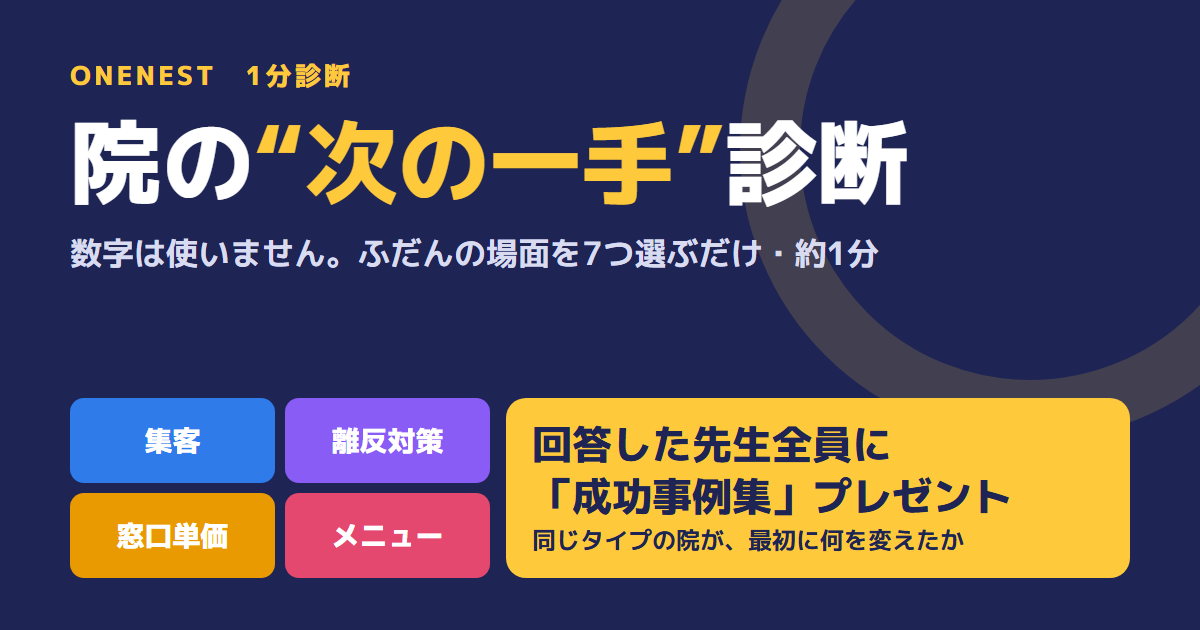 ONENEST 1分診断
院の“次の一手”診断
数字は使いません。ふだんの場面を7つ選ぶだけ・約1分
集客
離反対策
窓口単価
メニュー
回答した先生全員に
「成功事例集」プレゼント
同じタイプの院が、最初に何を変えたか